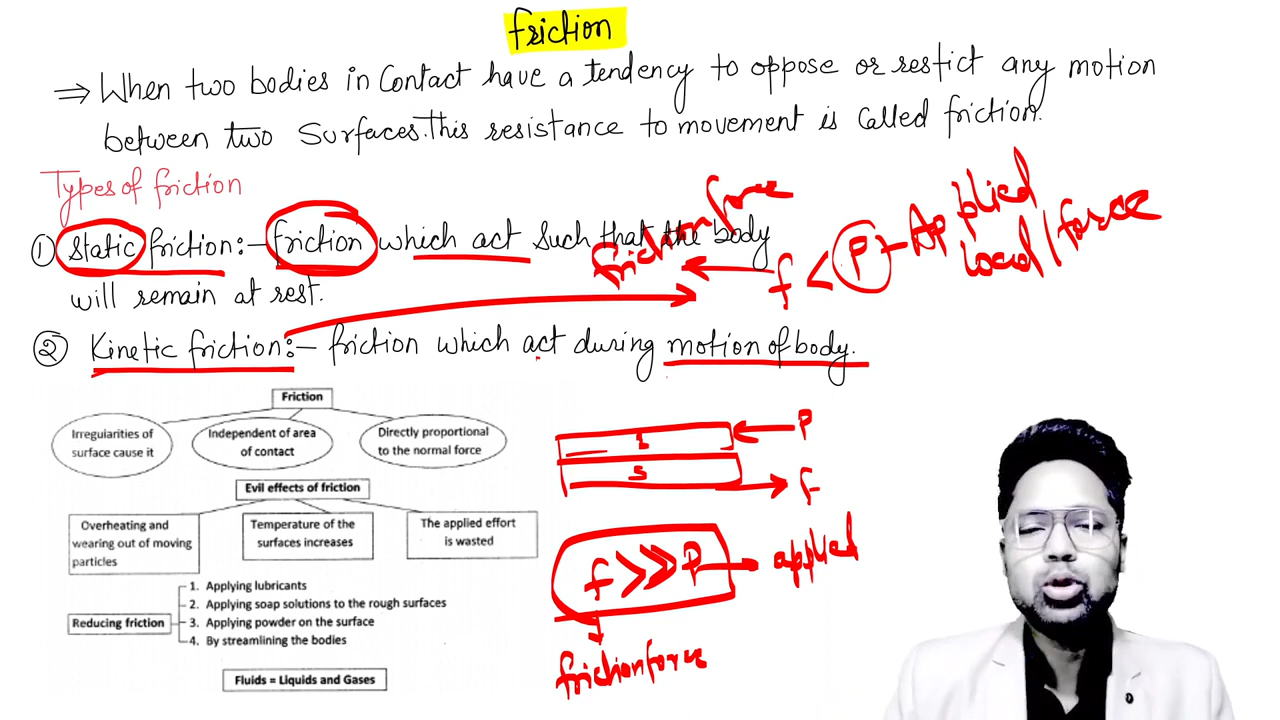 friction
⇒ When two bodies in Contact have a tendency to oppose or restict any motion
between two Surfaces.This resistance to movement is called friction.
Types of friction
① Static friction:- friction which act Such that the body
will remain at rest.
friction force
friction force
f < P - Applied
load/force
② Kinetic friction:- friction which act during motion of body.
Friction
Irregularities of
surface cause it
Independent of area
of contact
Directly proportional
to the normal force
Evil effects of friction
Overheating and
wearing out of moving
particles
Temperature of the
surfaces increases
The applied effort
is wasted
Reducing friction
1. Applying lubricants
2. Applying soap solutions to the rough surfaces
3. Applying powder on the surface
4. By streamlining the bodies
Fluids = Liquids and Gases
1
P
S
f
f >>> P → applied
friction force